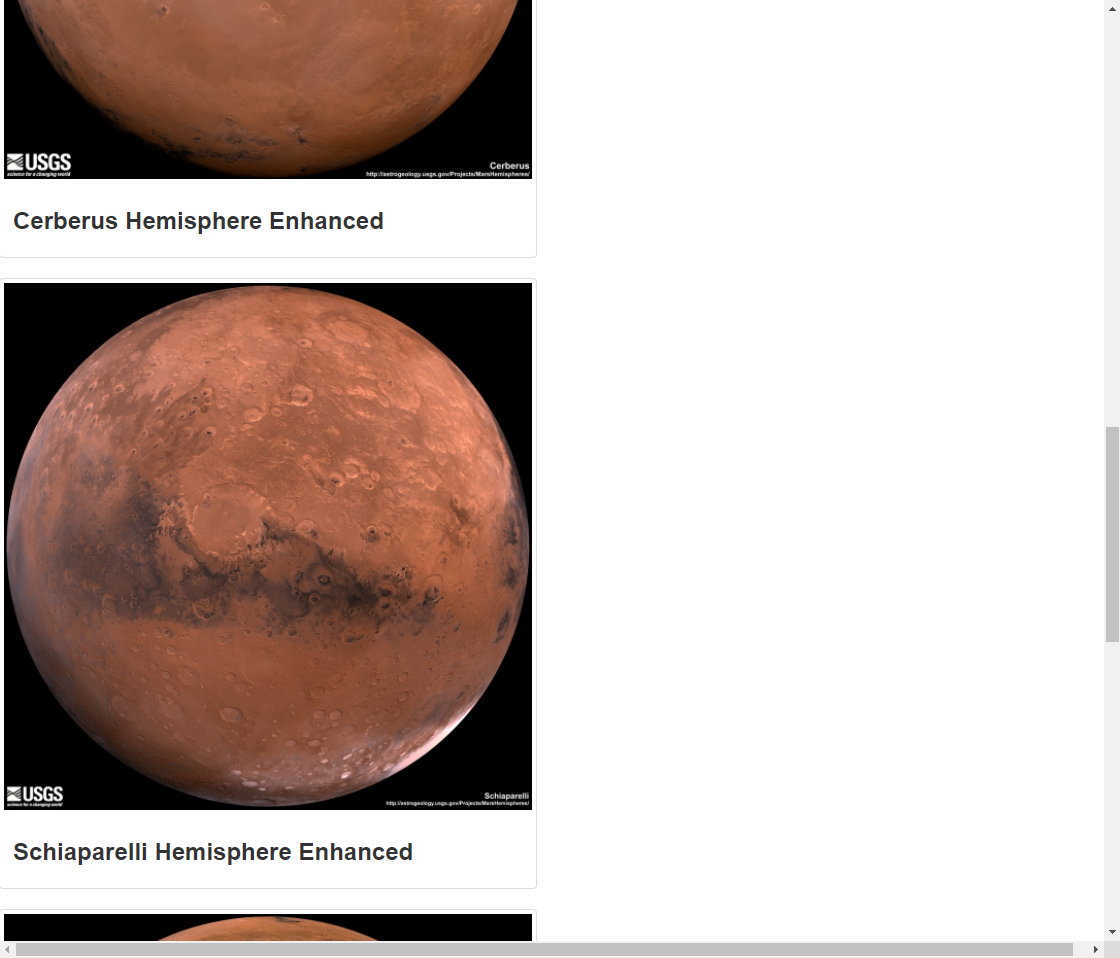 USGS
science for a changing world
Cerberus
http://astrogeology.usgs.gov/Projects/MarsHemispheres/
Cerberus Hemisphere Enhanced
USGS
science for a changing world
Schiaparelli
http://astrogeology.usgs.gov/Projects/MarsHemispheres/
Schiaparelli Hemisphere Enhanced